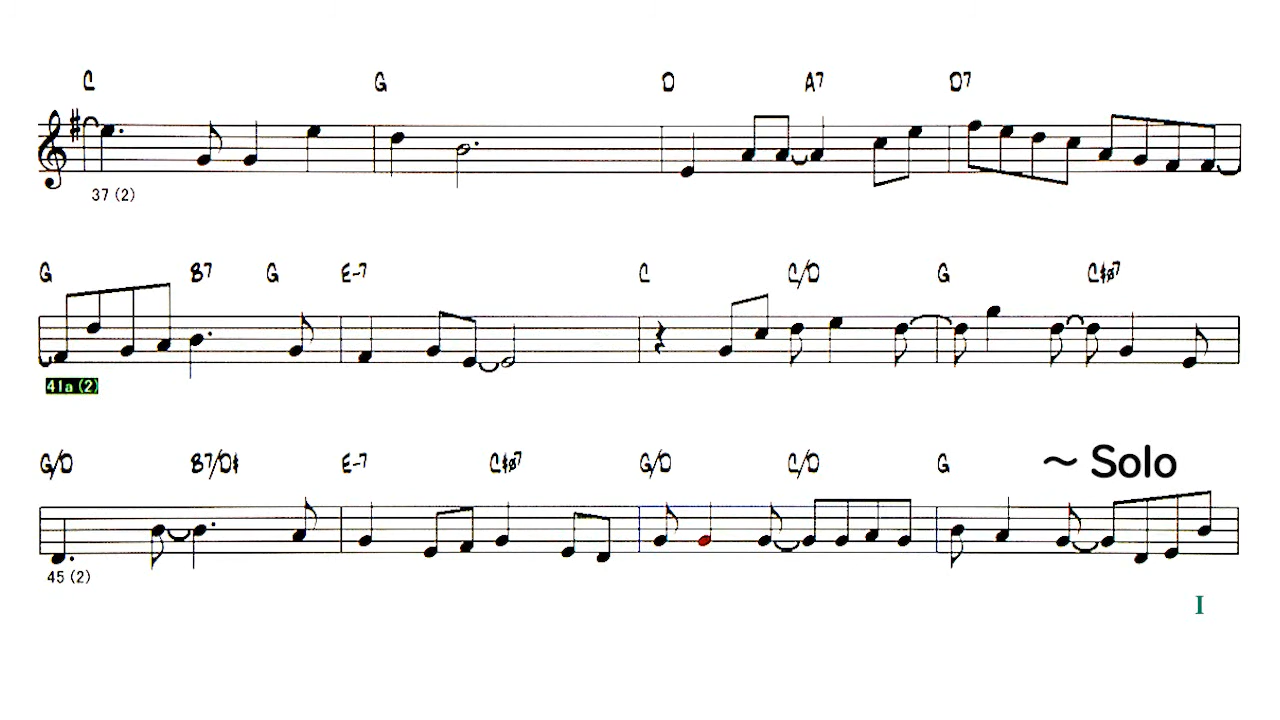 C G D A7 D7
37 (2)
G B7 G E-7 C C/D G C#ø7
41a (2)
G/D B7/D# E-7 C#ø7 G/D C/D G ～ Solo
45 (2)
I